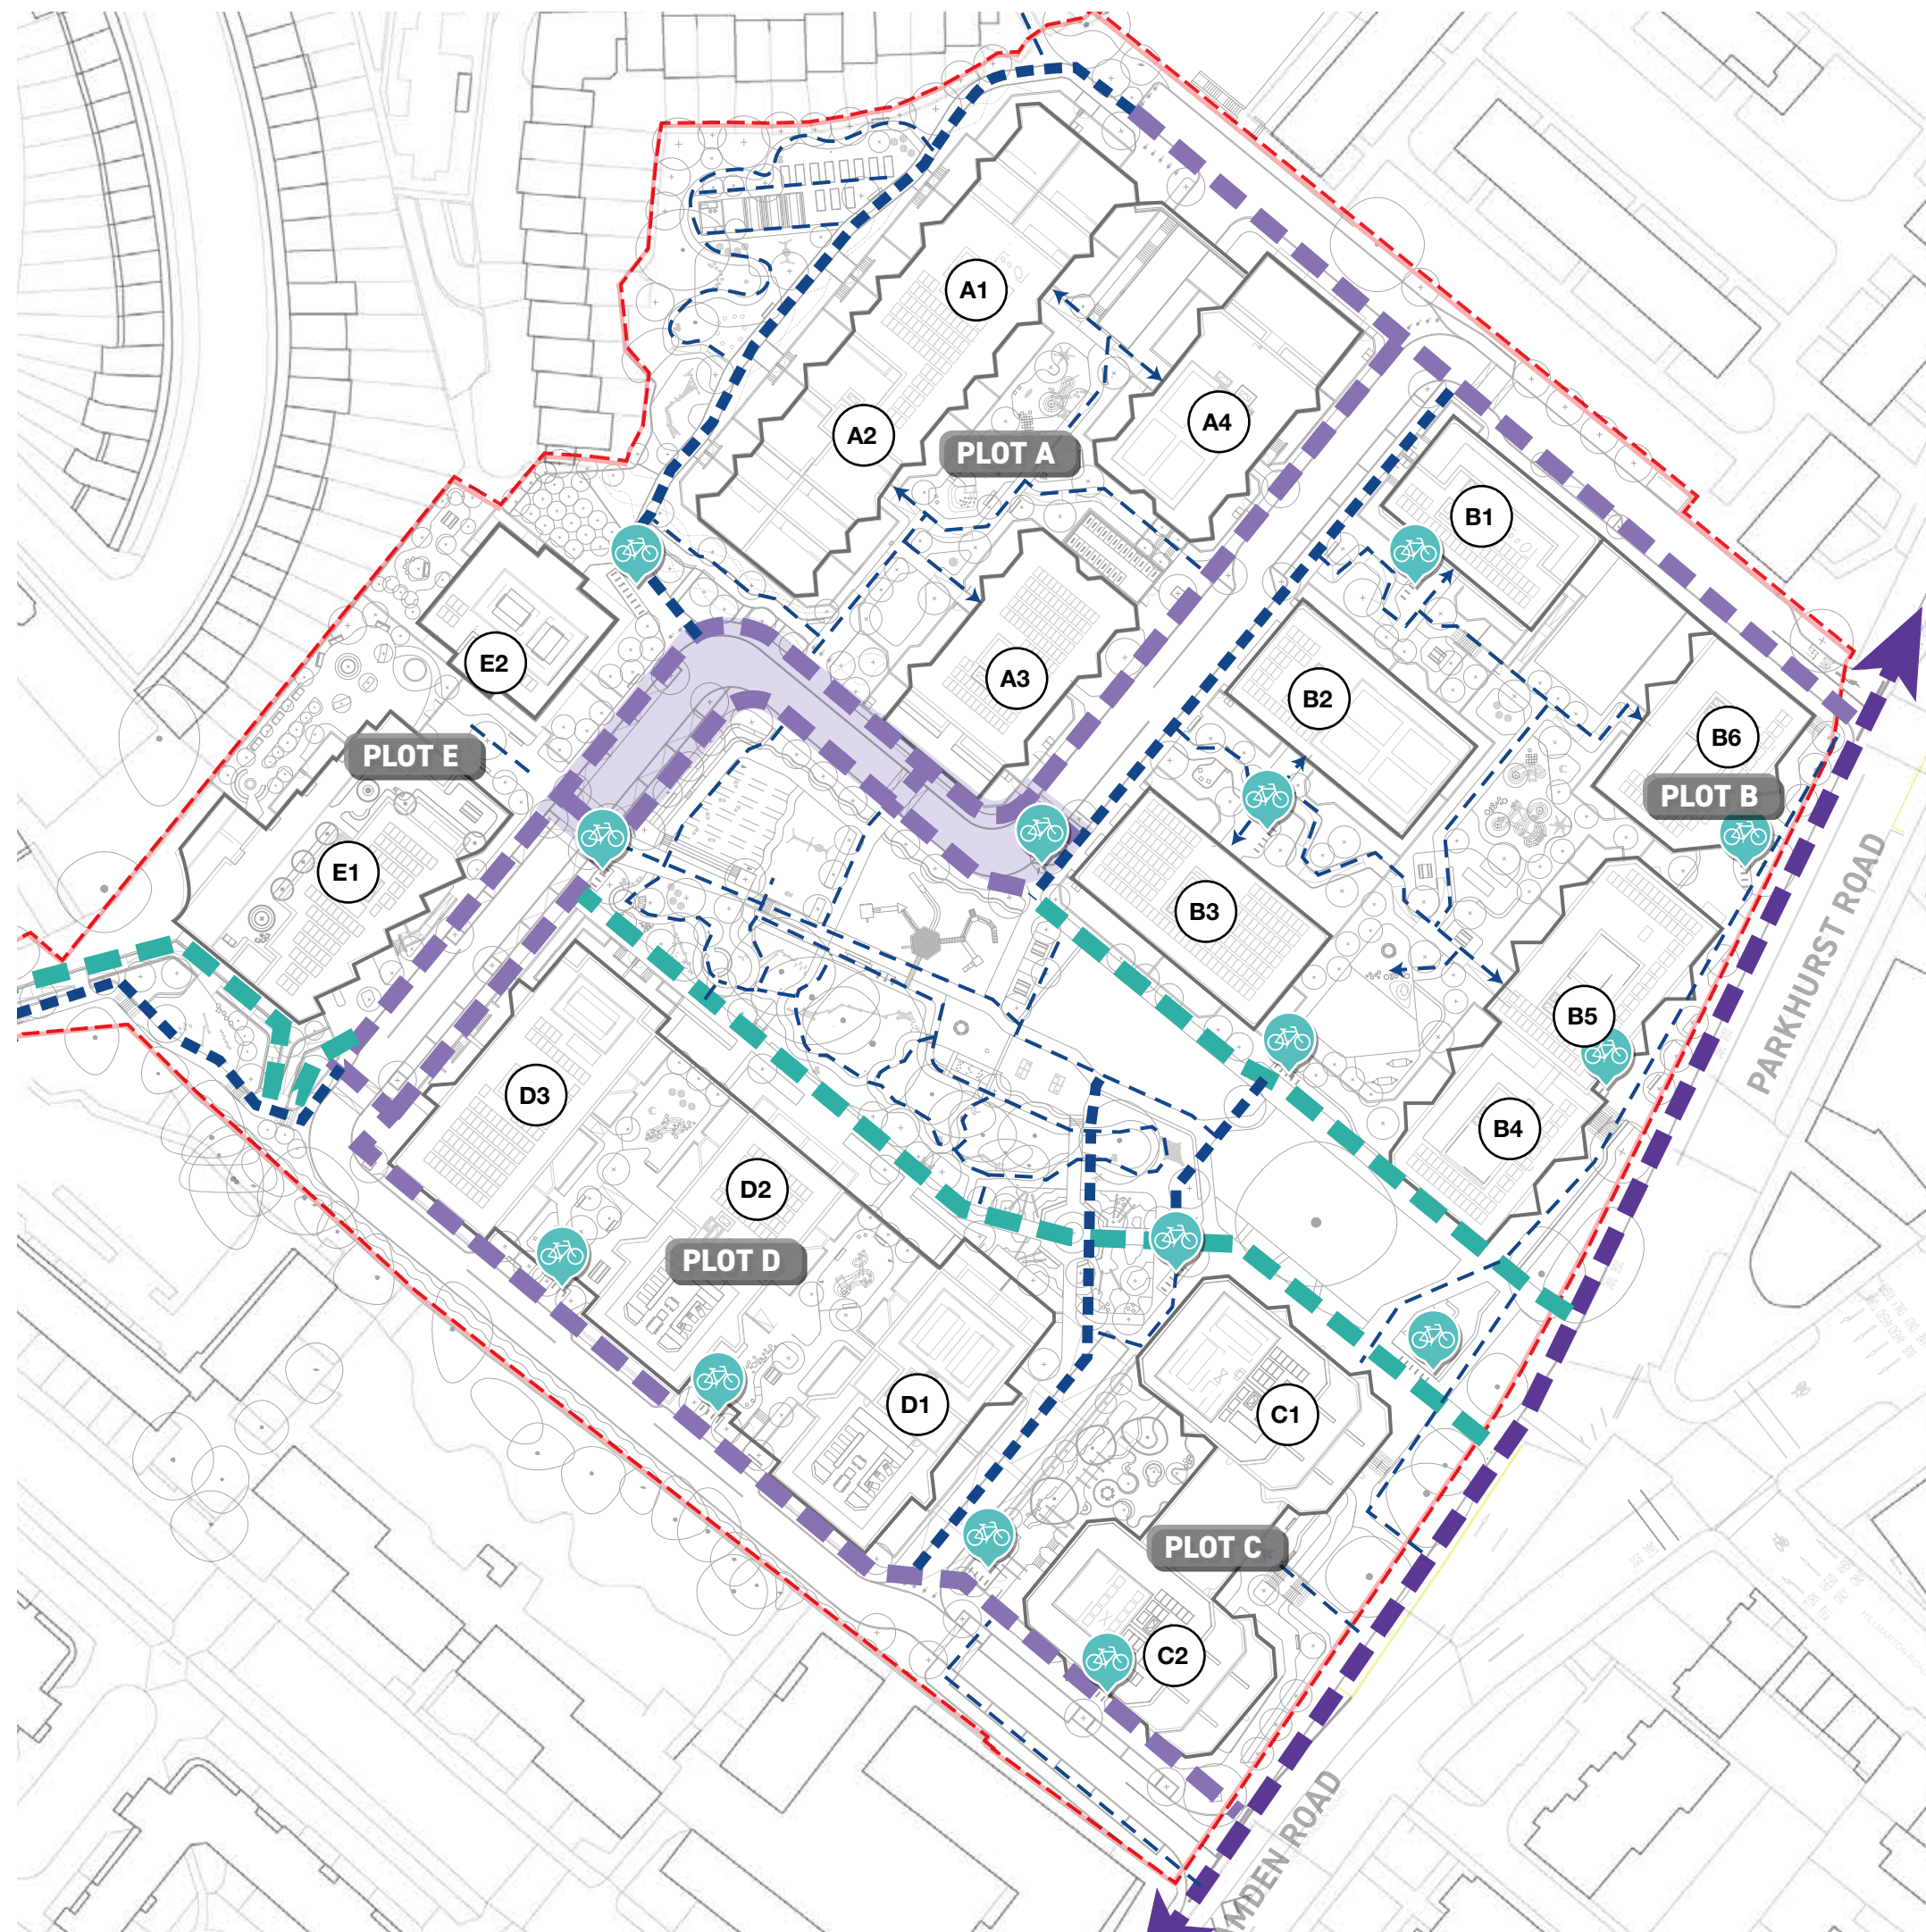 A1
A2
PLOT A
A4
B1
E2
A3
B2
B6
PLOT E
PLOT B
E1
B3
PARKHURST ROAD
B5
D3
B4
D2
PLOT D
D1
C1
PLOT C
C2
MDEN ROAD